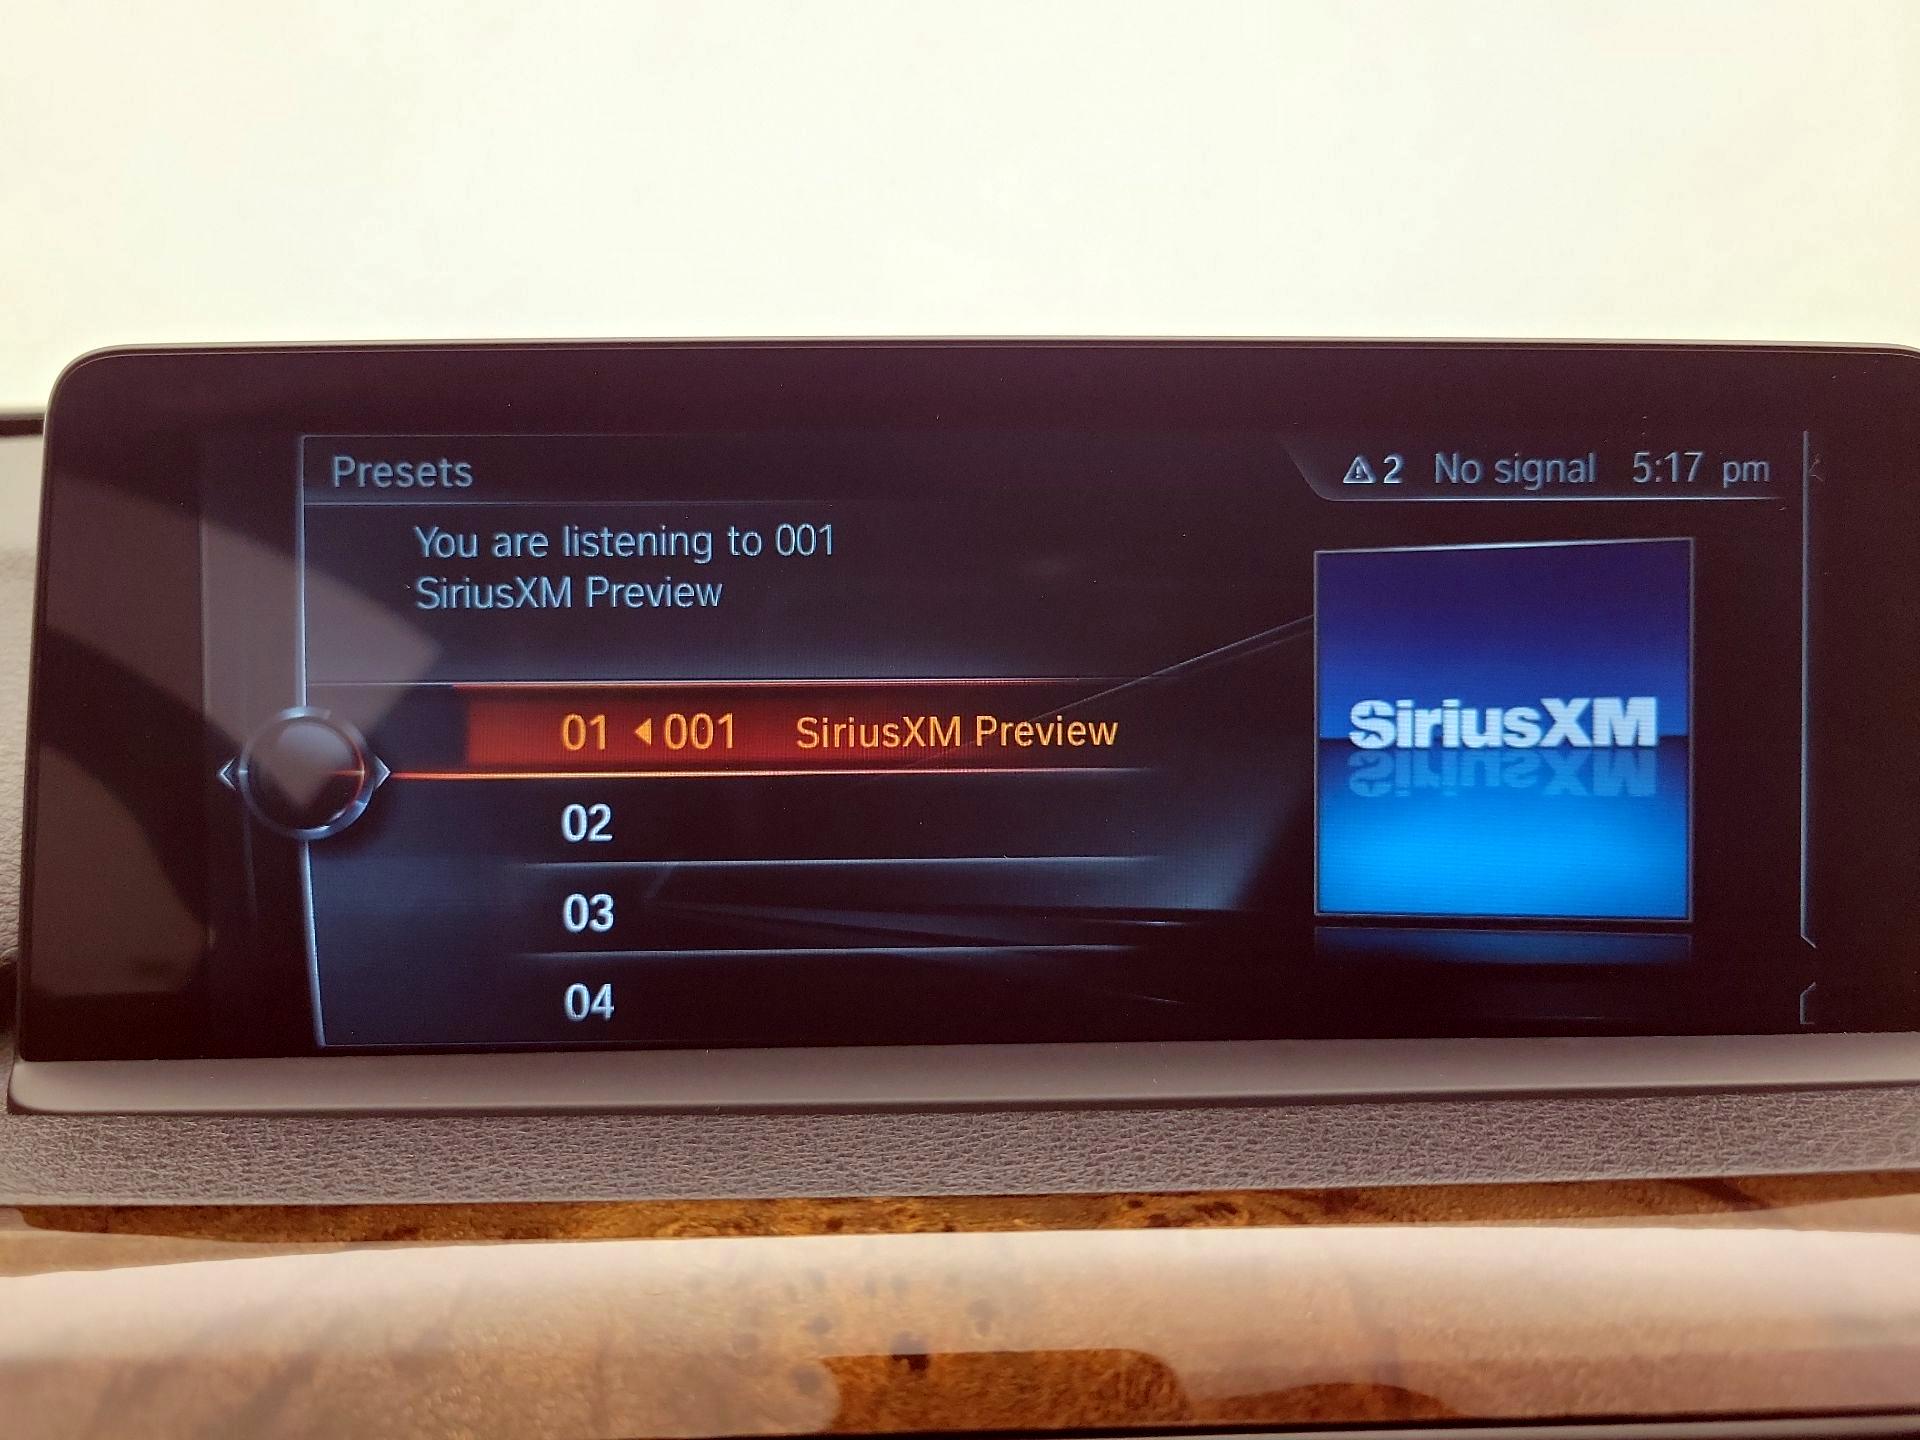 Presets
2 No signal 5:17 pm
You are listening to 001
SiriusXM Preview
01 001 SiriusXM Preview
02
03
04
SiriusXM